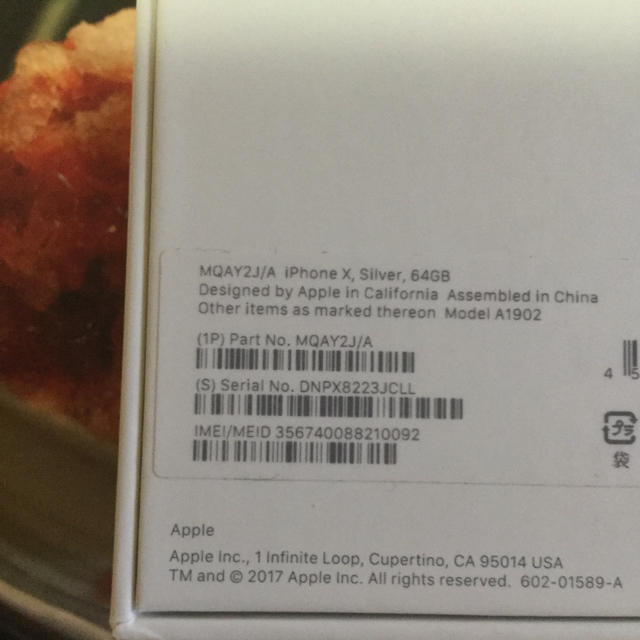 MQAY2J/A iPhone X, Silver, 64GB
Designed by Apple in California Assembled in China
Other items as marked thereon Model A1902
(1P) Part No. MQAY2J/A
(S) Serial No. DNPX8223JCLL
IMEI/MEID 356740088210092
4 5
プラ
袋
Apple
Apple Inc., 1 Infinite Loop, Cupertino, CA 95014 USA
TM and © 2017 Apple Inc. All rights reserved. 602-01589-A